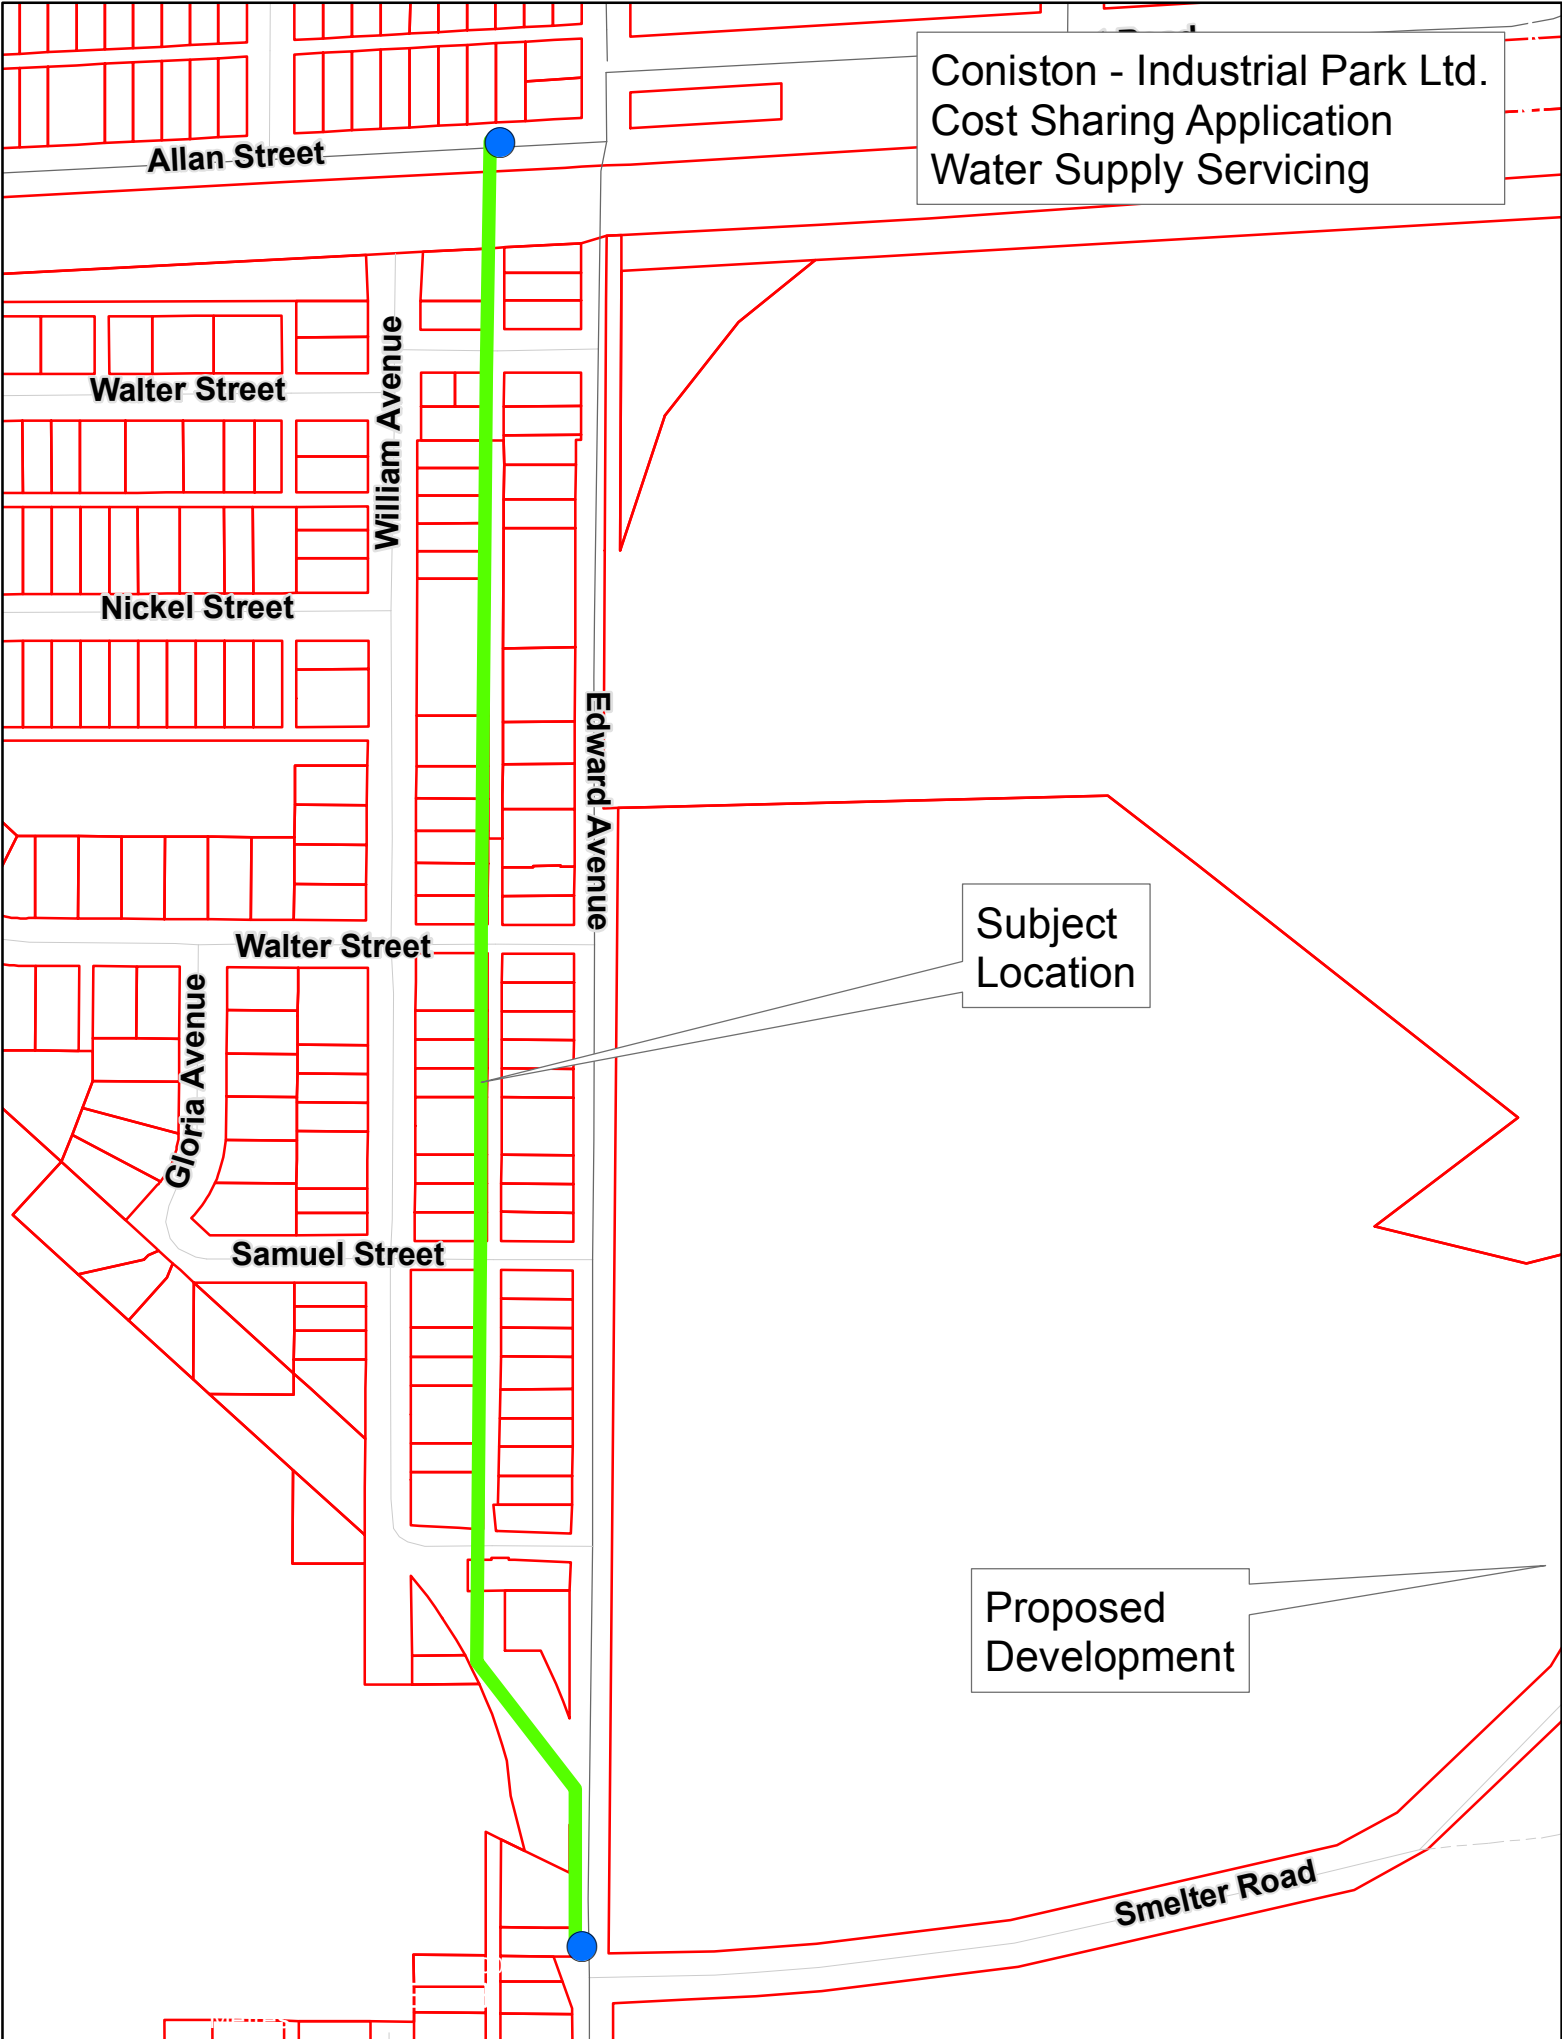 Coniston - Industrial Park Ltd.
Cost Sharing Application
Water Supply Servicing
Allan Street
Walter Street
William Avenue
Nickel Street
Edward Avenue
Subject
Location
Walter Street
Gloria Avenue
Samuel Street
Proposed
Development
Smelter Road